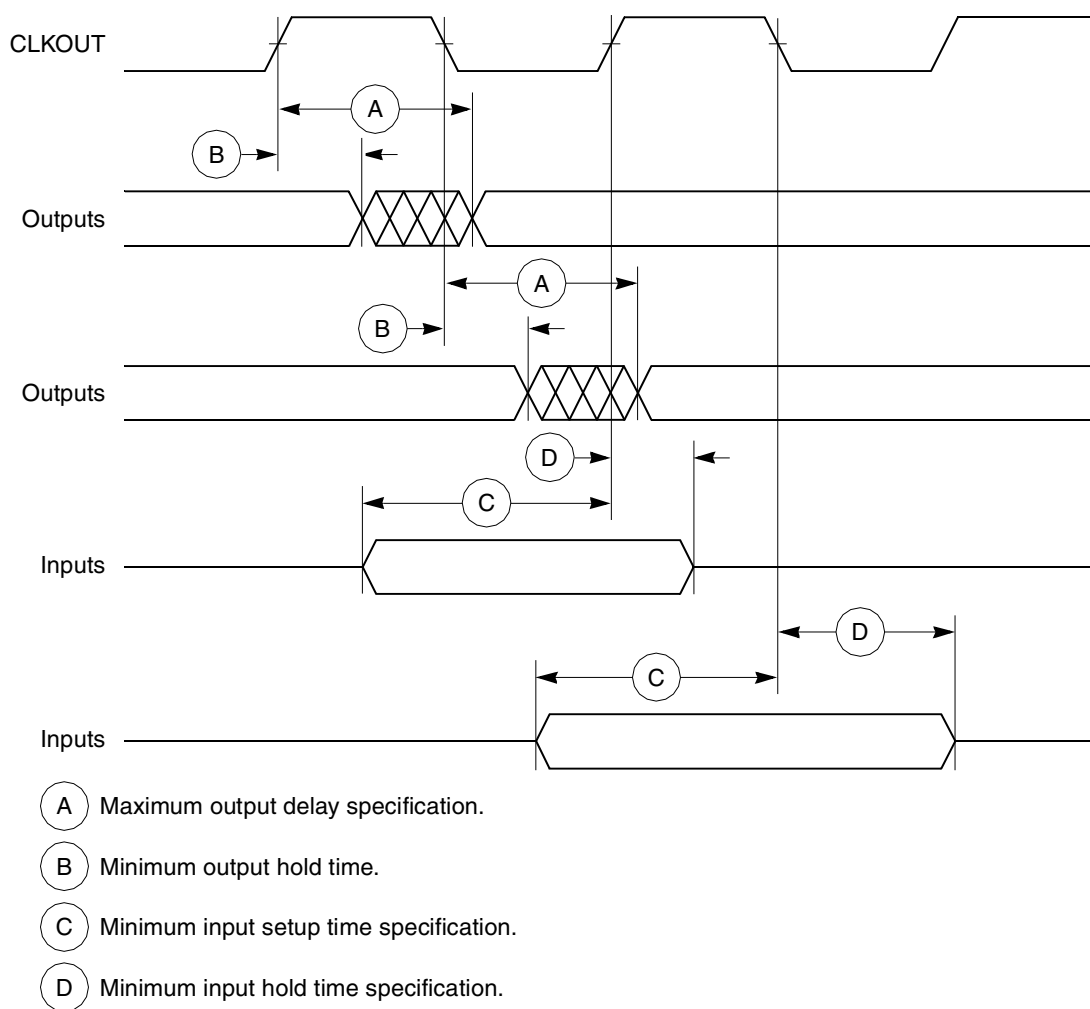 CLKOUT
A
B
Outputs
A
B
Outputs
D
C
Inputs
D
C
Inputs
A Maximum output delay specification.
B Minimum output hold time.
C Minimum input setup time specification.
D Minimum input hold time specification.